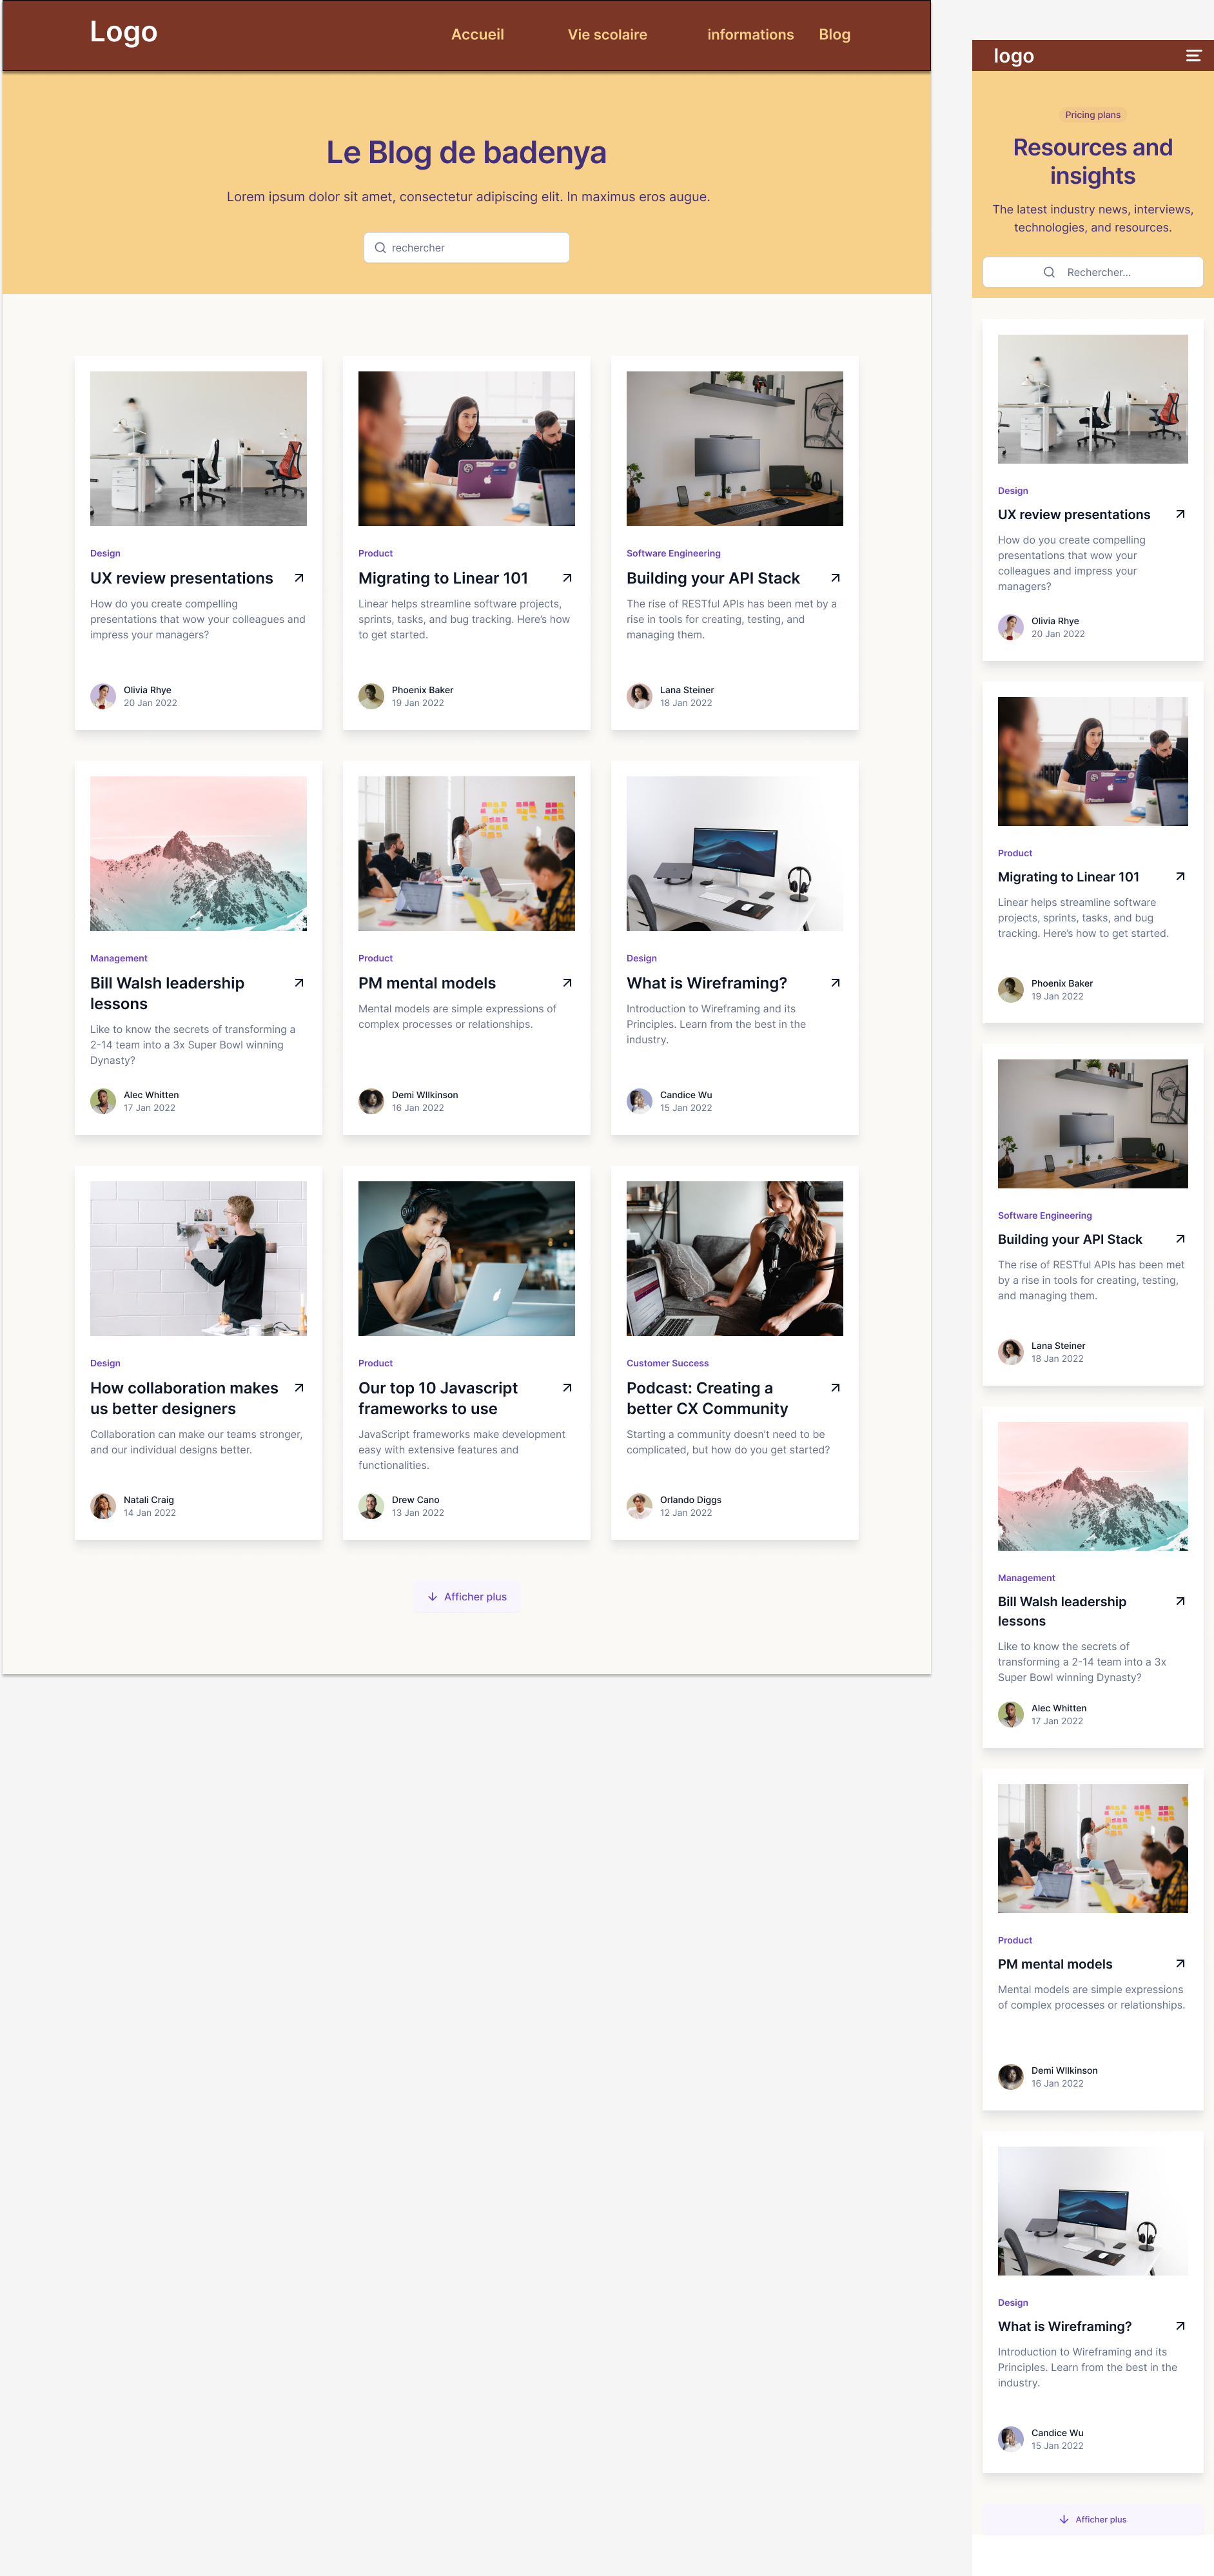 Logo
Accueil
Vie scolaire
informations
Blog
Le Blog de badenya
Lorem ipsum dolor sit amet, consectetur adipiscing elit. In maximus eros augue.
rechercher
Design
UX review presentations
How do you create compelling
presentations that wow your colleagues and
impress your managers?
Olivia Rhye
20 Jan 2022
Product
Migrating to Linear 101
Linear helps streamline software projects,
sprints, tasks, and bug tracking. Here’s how
to get started.
Phoenix Baker
19 Jan 2022
Software Engineering
Building your API Stack
The rise of RESTful APIs has been met by a
rise in tools for creating, testing, and
managing them.
Lana Steiner
18 Jan 2022
Management
Bill Walsh leadership
lessons
Like to know the secrets of transforming a
2-14 team into a 3x Super Bowl winning
Dynasty?
Alec Whitten
17 Jan 2022
Product
PM mental models
Mental models are simple expressions of
complex processes or relationships.
Demi WIlkinson
16 Jan 2022
Design
What is Wireframing?
Introduction to Wireframing and its
Principles. Learn from the best in the
industry.
Candice Wu
15 Jan 2022
Design
How collaboration makes
us better designers
Collaboration can make our teams stronger,
and our individual designs better.
Natali Craig
14 Jan 2022
Product
Our top 10 Javascript
frameworks to use
JavaScript frameworks make development
easy with extensive features and
functionalities.
Drew Cano
13 Jan 2022
Customer Success
Podcast: Creating a
better CX Community
Starting a community doesn’t need to be
complicated, but how do you get started?
Orlando Diggs
12 Jan 2022
Afficher plus
logo
Pricing plans
Resources and
insights
The latest industry news, interviews,
technologies, and resources.
Rechercher...
Design
UX review presentations
How do you create compelling
presentations that wow your
colleagues and impress your
managers?
Olivia Rhye
20 Jan 2022
Product
Migrating to Linear 101
Linear helps streamline software
projects, sprints, tasks, and bug
tracking. Here’s how to get started.
Phoenix Baker
19 Jan 2022
Software Engineering
Building your API Stack
The rise of RESTful APIs has been met
by a rise in tools for creating, testing,
and managing them.
Lana Steiner
18 Jan 2022
Management
Bill Walsh leadership
lessons
Like to know the secrets of
transforming a 2-14 team into a 3x
Super Bowl winning Dynasty?
Alec Whitten
17 Jan 2022
Product
PM mental models
Mental models are simple expressions
of complex processes or relationships.
Demi WIlkinson
16 Jan 2022
Design
What is Wireframing?
Introduction to Wireframing and its
Principles. Learn from the best in the
industry.
Candice Wu
15 Jan 2022
Afficher plus